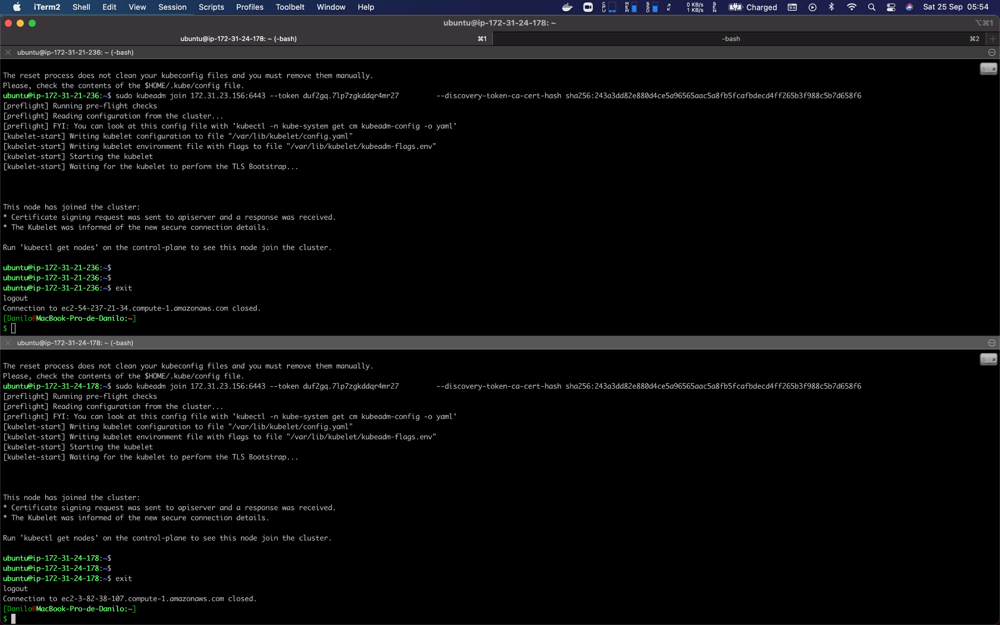 iTerm2 Shell Edit View Session Scripts Profiles Toolbelt Window Help CPU MEM SSD 0 KB/s 1 KB/s SEN Charged Sat 25 Sep 05:54
ubuntu@ip-172-31-24-178: ~ ⌥⌘1
ubuntu@ip-172-31-24-178: ~ (-bash) ⌘1 -bash ⌘2
ubuntu@ip-172-31-21-236: ~ (-bash)
The reset process does not clean your kubeconfig files and you must remove them manually.
Please, check the contents of the $HOME/.kube/config file.
ubuntu@ip-172-31-21-236:~$ sudo kubeadm join 172.31.23.156:6443 --token duf2gq.7lp7zgkddqr4mr27         --discovery-token-ca-cert-hash sha256:243a3dd82e880d4ce5a96565aac5a8fb5fcafbdecd4ff265b3f988c5b7d658f6
[preflight] Running pre-flight checks
[preflight] Reading configuration from the cluster...
[preflight] FYI: You can look at this config file with 'kubectl -n kube-system get cm kubeadm-config -o yaml'
[kubelet-start] Writing kubelet configuration to file "/var/lib/kubelet/config.yaml"
[kubelet-start] Writing kubelet environment file with flags to file "/var/lib/kubelet/kubeadm-flags.env"
[kubelet-start] Starting the kubelet
[kubelet-start] Waiting for the kubelet to perform the TLS Bootstrap...
This node has joined the cluster:
* Certificate signing request was sent to apiserver and a response was received.
* The Kubelet was informed of the new secure connection details.
Run 'kubectl get nodes' on the control-plane to see this node join the cluster.
ubuntu@ip-172-31-21-236:~$
ubuntu@ip-172-31-21-236:~$
ubuntu@ip-172-31-21-236:~$ exit
logout
Connection to ec2-54-237-21-34.compute-1.amazonaws.com closed.
[Danilo@MacBook-Pro-de-Danilo:~]
$
ubuntu@ip-172-31-24-178: ~ (-bash)
The reset process does not clean your kubeconfig files and you must remove them manually.
Please, check the contents of the $HOME/.kube/config file.
ubuntu@ip-172-31-24-178:~$ sudo kubeadm join 172.31.23.156:6443 --token duf2gq.7lp7zgkddqr4mr27         --discovery-token-ca-cert-hash sha256:243a3dd82e880d4ce5a96565aac5a8fb5fcafbdecd4ff265b3f988c5b7d658f6
[preflight] Running pre-flight checks
[preflight] Reading configuration from the cluster...
[preflight] FYI: You can look at this config file with 'kubectl -n kube-system get cm kubeadm-config -o yaml'
[kubelet-start] Writing kubelet configuration to file "/var/lib/kubelet/config.yaml"
[kubelet-start] Writing kubelet environment file with flags to file "/var/lib/kubelet/kubeadm-flags.env"
[kubelet-start] Starting the kubelet
[kubelet-start] Waiting for the kubelet to perform the TLS Bootstrap...
This node has joined the cluster:
* Certificate signing request was sent to apiserver and a response was received.
* The Kubelet was informed of the new secure connection details.
Run 'kubectl get nodes' on the control-plane to see this node join the cluster.
ubuntu@ip-172-31-24-178:~$
ubuntu@ip-172-31-24-178:~$
ubuntu@ip-172-31-24-178:~$ exit
logout
Connection to ec2-3-82-38-107.compute-1.amazonaws.com closed.
[Danilo@MacBook-Pro-de-Danilo:~]
$